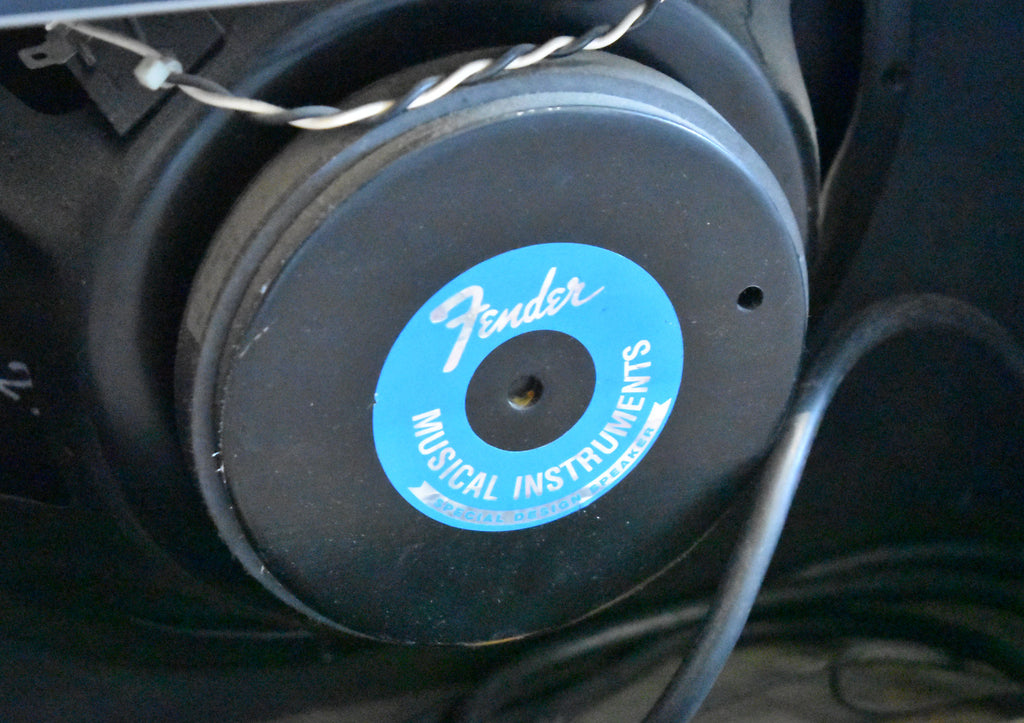 Fender
MUSICAL INSTRUMENTS
SPECIAL DESIGN SPEAKER